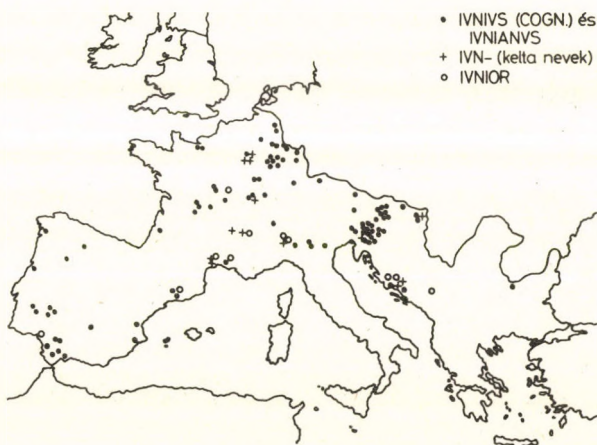 • IVNIVS (COGN.) és
IVNIANVS
+ IVN- (kelta nevek)
o IVNIOR